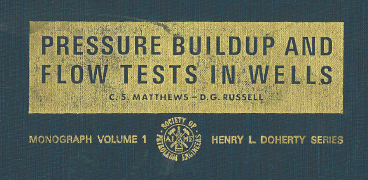 PRESSURE BUILDUP AND
FLOW TESTS IN WELLS
C. S. MATTHEWS – D. G. RUSSELL
MONOGRAPH VOLUME 1
SOCIETY OF
PETROLEUM ENGINEERS
AIME
HENRY L. DOHERTY SERIES